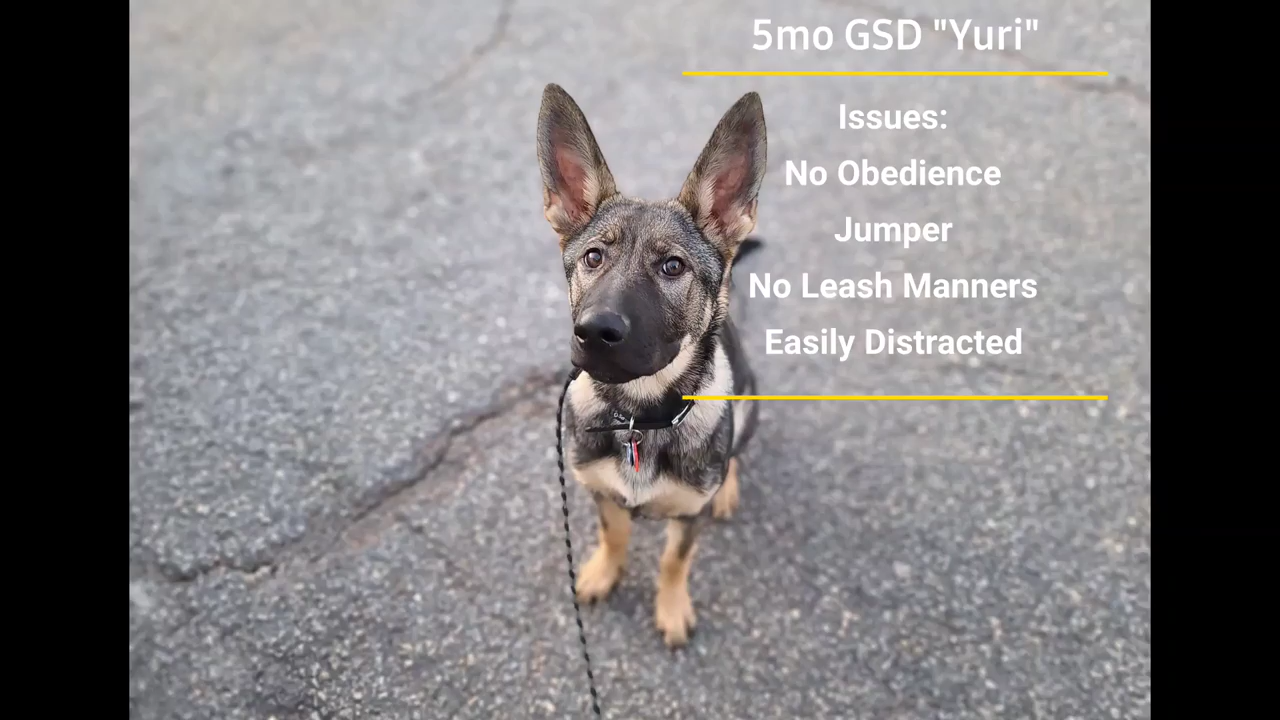 5mo GSD "Yuri"
Issues:
No Obedience
Jumper
No Leash Manners
Easily Distracted